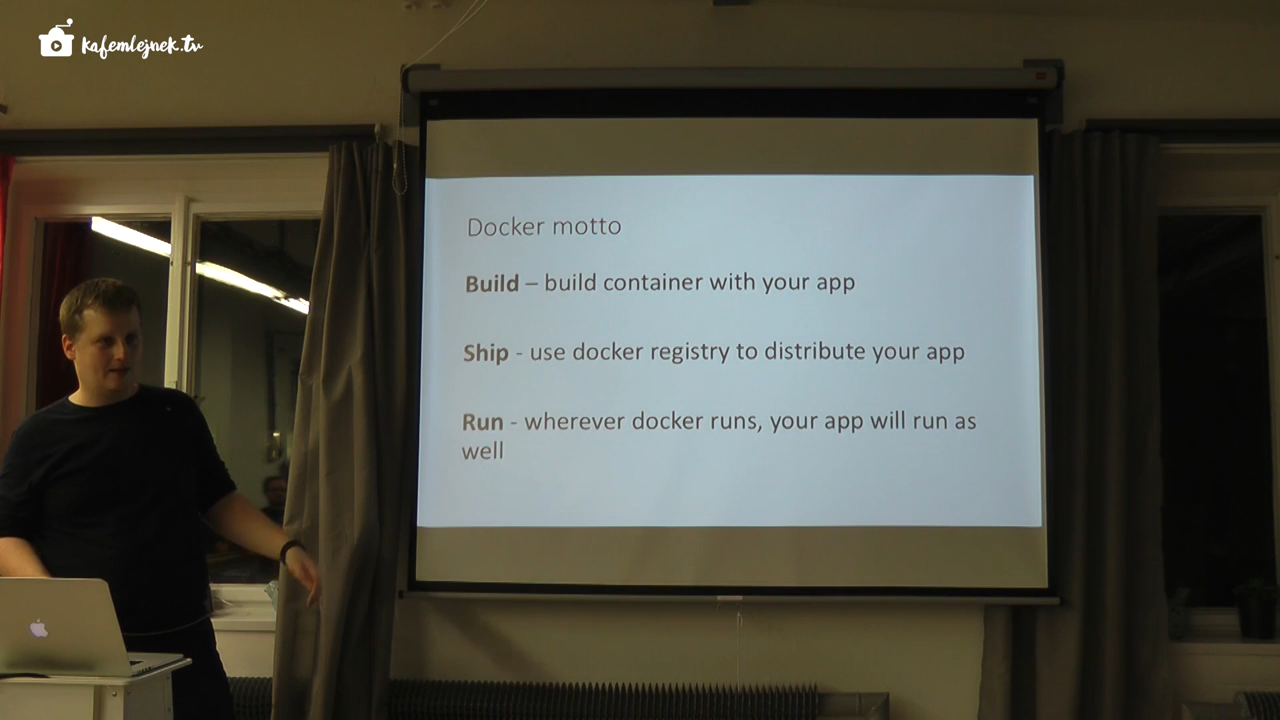 kafemlejnek.tv
Docker motto
Build – build container with your app
Ship - use docker registry to distribute your app
Run - wherever docker runs, your app will run as
well